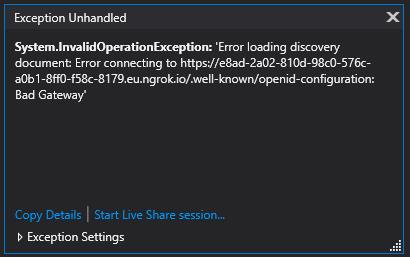 Exception Unhandled
System.InvalidOperationException: 'Error loading discovery
document: Error connecting to https://e8ad-2a02-810d-98c0-576c-
a0b1-8ff0-f58c-8179.eu.ngrok.io/.well-known/openid-configuration:
Bad Gateway'
Copy Details | Start Live Share session...
Exception Settings